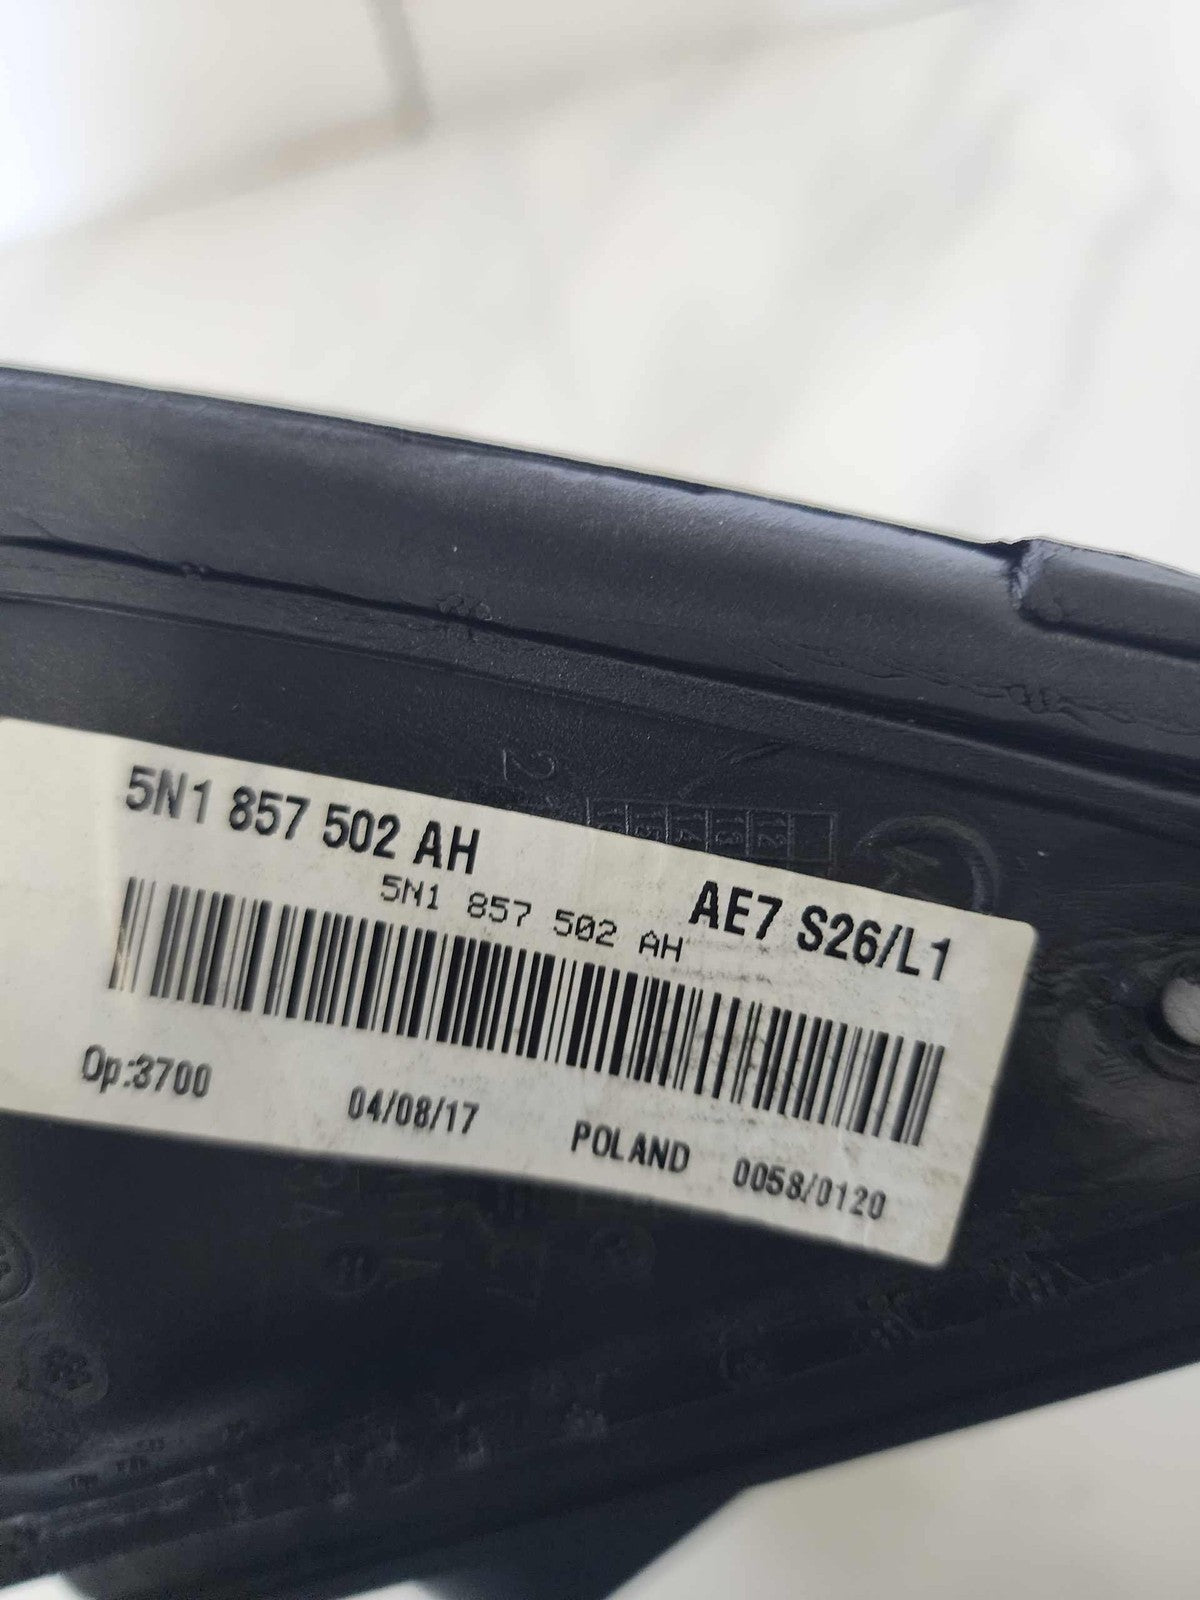 2
5N1 857 502 AH
AE7 S26/L1
5N1 857 502 AH
Op:3700
04/08/17
POLAND
0058/0120